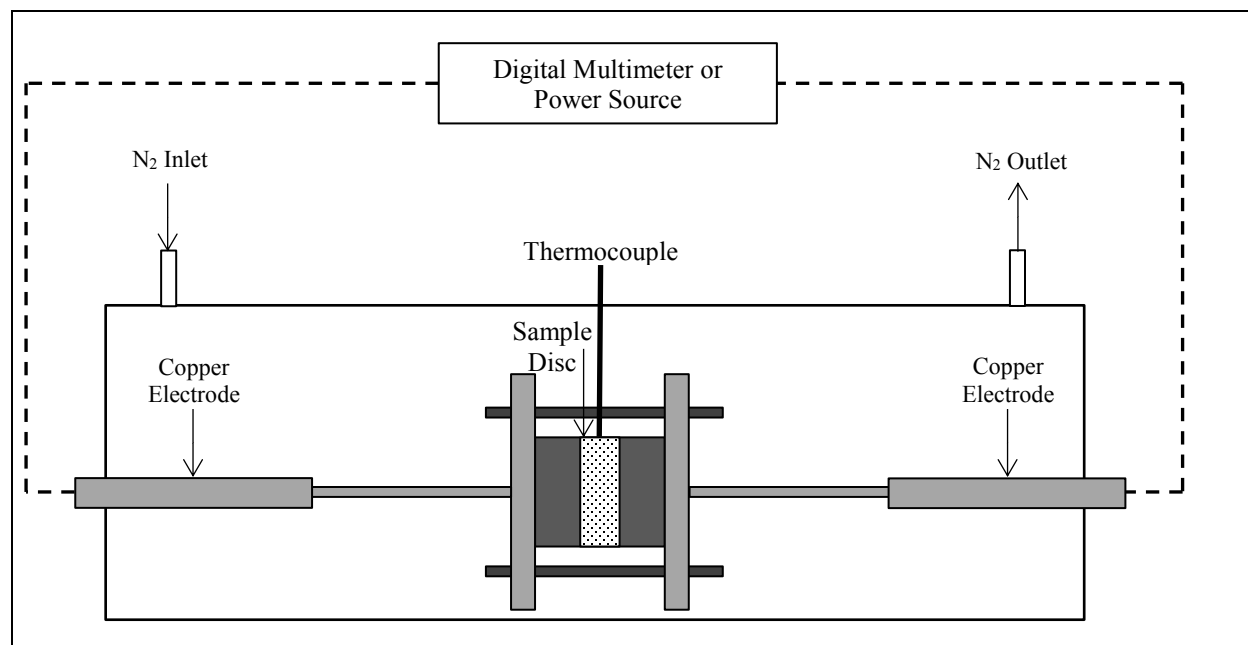 Digital Multimeter or
Power Source
N₂ Inlet
N₂ Outlet
Thermocouple
Sample
Disc
Copper
Electrode
Copper
Electrode